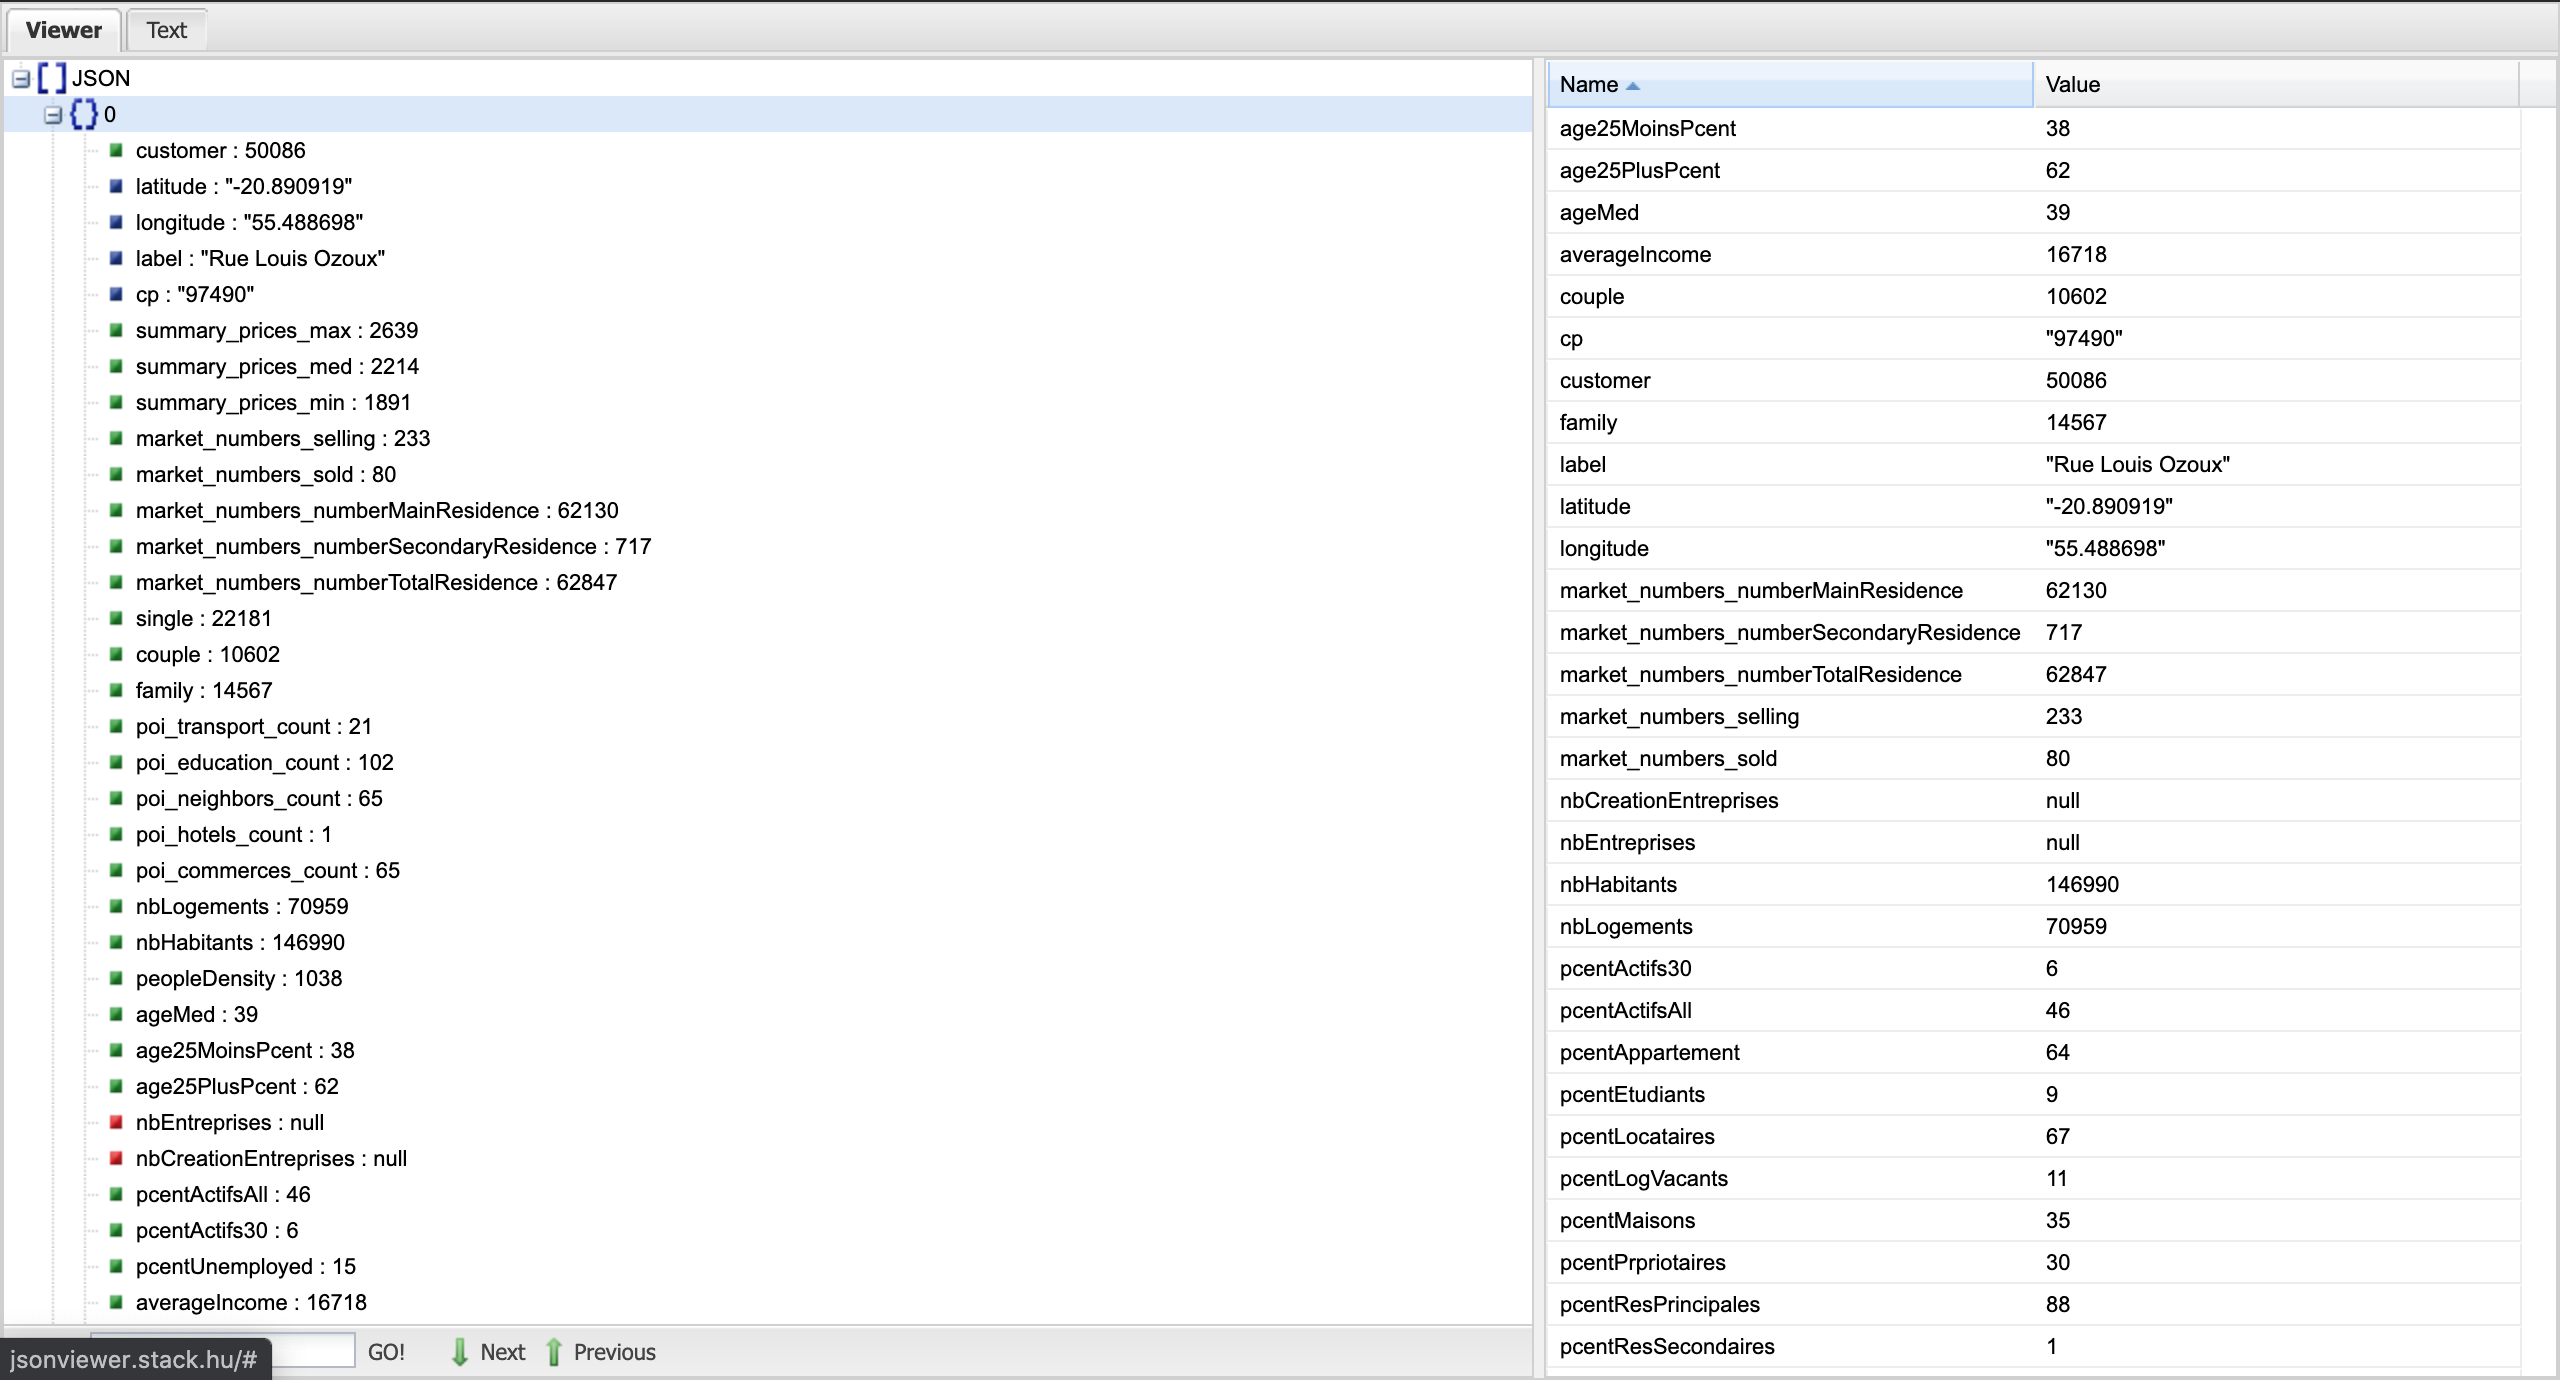 Viewer Text
JSON
0
customer : 50086
latitude : "-20.890919"
longitude : "55.488698"
label : "Rue Louis Ozoux"
cp : "97490"
summary_prices_max : 2639
summary_prices_med : 2214
summary_prices_min : 1891
market_numbers_selling : 233
market_numbers_sold : 80
market_numbers_numberMainResidence : 62130
market_numbers_numberSecondaryResidence : 717
market_numbers_numberTotalResidence : 62847
single : 22181
couple : 10602
family : 14567
poi_transport_count : 21
poi_education_count : 102
poi_neighbors_count : 65
poi_hotels_count : 1
poi_commerces_count : 65
nbLogements : 70959
nbHabitants : 146990
peopleDensity : 1038
ageMed : 39
age25MoinsPcent : 38
age25PlusPcent : 62
nbEntreprises : null
nbCreationEntreprises : null
pcentActifsAll : 46
pcentActifs30 : 6
pcentUnemployed : 15
averageIncome : 16718
GO! Next Previous
jsonviewer.stack.hu/#
Name Value
age25MoinsPcent 38
age25PlusPcent 62
ageMed 39
averageIncome 16718
couple 10602
cp "97490"
customer 50086
family 14567
label "Rue Louis Ozoux"
latitude "-20.890919"
longitude "55.488698"
market_numbers_numberMainResidence 62130
market_numbers_numberSecondaryResidence 717
market_numbers_numberTotalResidence 62847
market_numbers_selling 233
market_numbers_sold 80
nbCreationEntreprises null
nbEntreprises null
nbHabitants 146990
nbLogements 70959
pcentActifs30 6
pcentActifsAll 46
pcentAppartement 64
pcentEtudiants 9
pcentLocataires 67
pcentLogVacants 11
pcentMaisons 35
pcentPrpriotaires 30
pcentResPrincipales 88
pcentResSecondaires 1